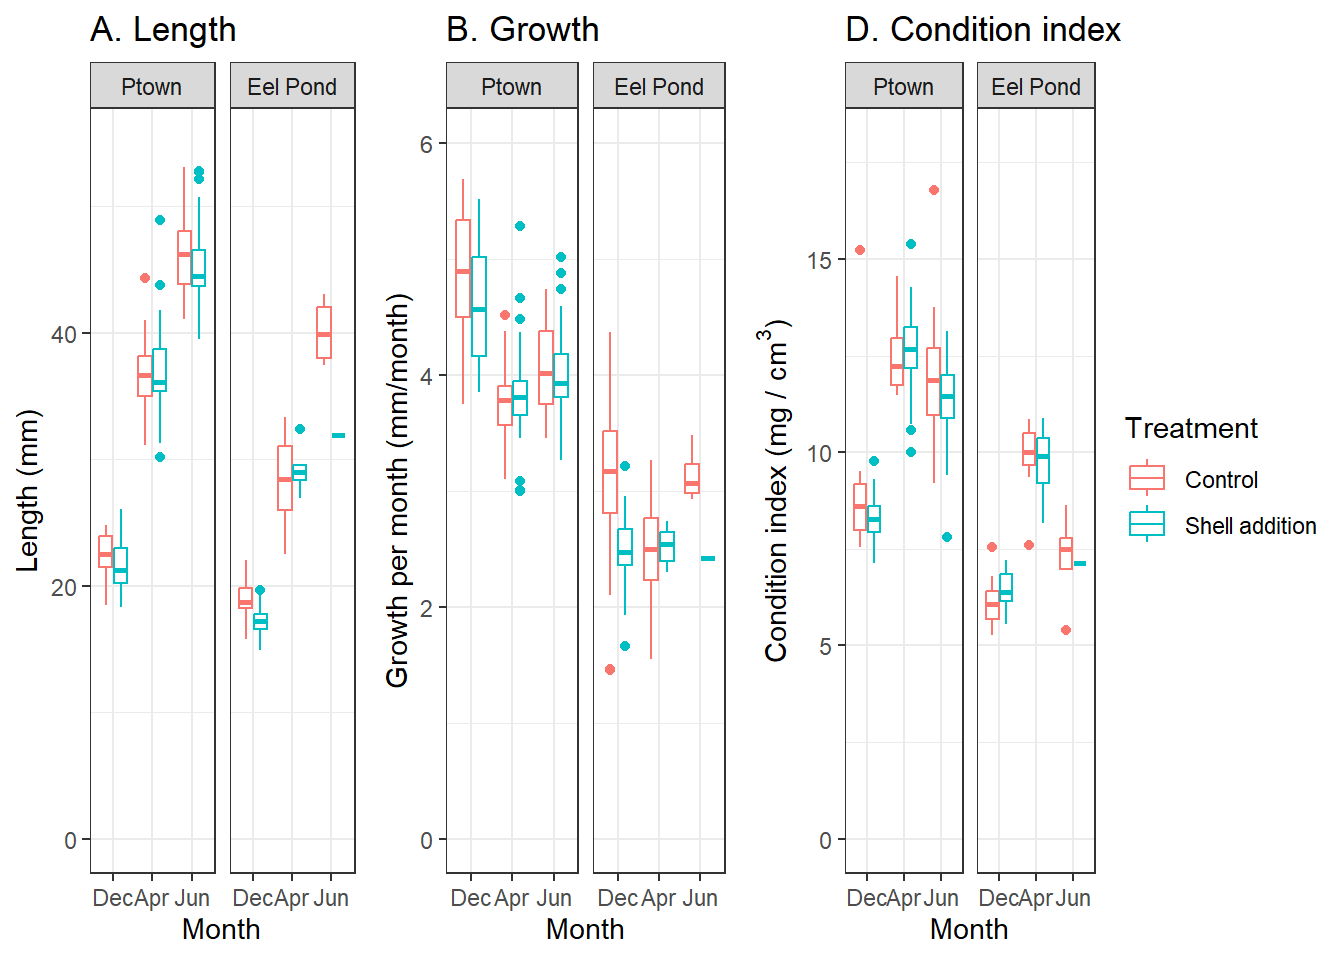 A. Length
B. Growth
D. Condition index
Ptown
Eel Pond
Ptown
Eel Pond
Ptown
Eel Pond
Length (mm)
40
20
0
Dec Apr Jun
Dec Apr Jun
Month
Growth per month (mm/month)
6
4
2
0
Dec Apr Jun
Dec Apr Jun
Month
Condition index (mg / cm³)
15
10
5
0
Dec Apr Jun
Dec Apr Jun
Month
Treatment
Control
Shell addition